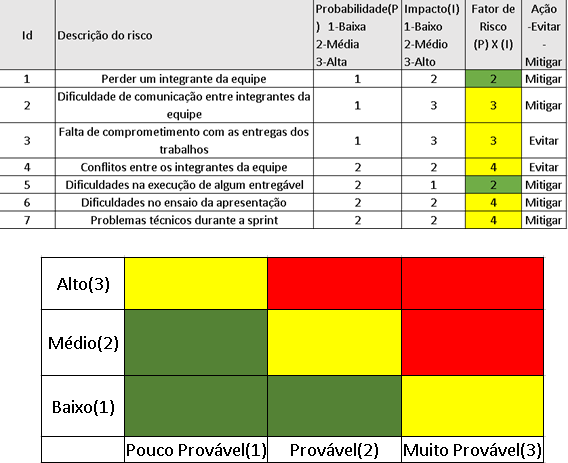 Id Descrição do risco Probabilidade(P) 1-Baixa 2-Média 3-Alta Impacto(I) 1-Baixo 2-Médio 3-Alto Fator de Risco (P) X (I) Ação -Evitar - Mitigar
1 Perder um integrante da equipe 1 2 2 Mitigar
2 Dificuldade de comunicação entre integrantes da equipe 1 3 3 Mitigar
3 Falta de comprometimento com as entregas dos trabalhos 1 3 3 Evitar
4 Conflitos entre os integrantes da equipe 2 2 4 Evitar
5 Dificuldades na execução de algum entregável 2 1 2 Mitigar
6 Dificuldades no ensaio da apresentação 2 2 4 Mitigar
7 Problemas técnicos durante a sprint 2 2 4 Mitigar
Alto(3)
Médio(2)
Baixo(1)
Pouco Provável(1) Provável(2) Muito Provável(3)